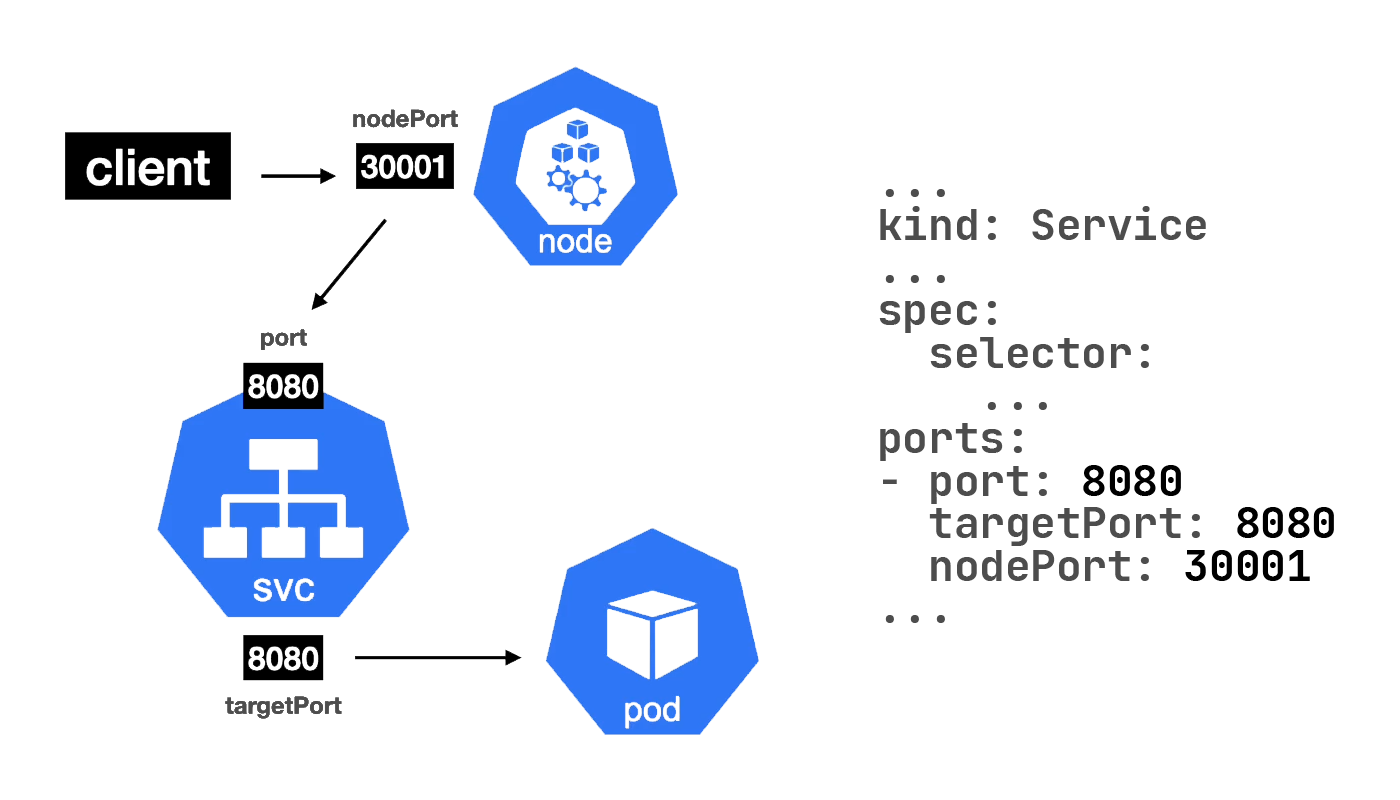 client
nodePort
30001
node
port
8080
svc
8080
targetPort
pod
...
kind: Service
...
spec:
  selector:
    ...
ports:
- port: 8080
  targetPort: 8080
  nodePort: 30001
...